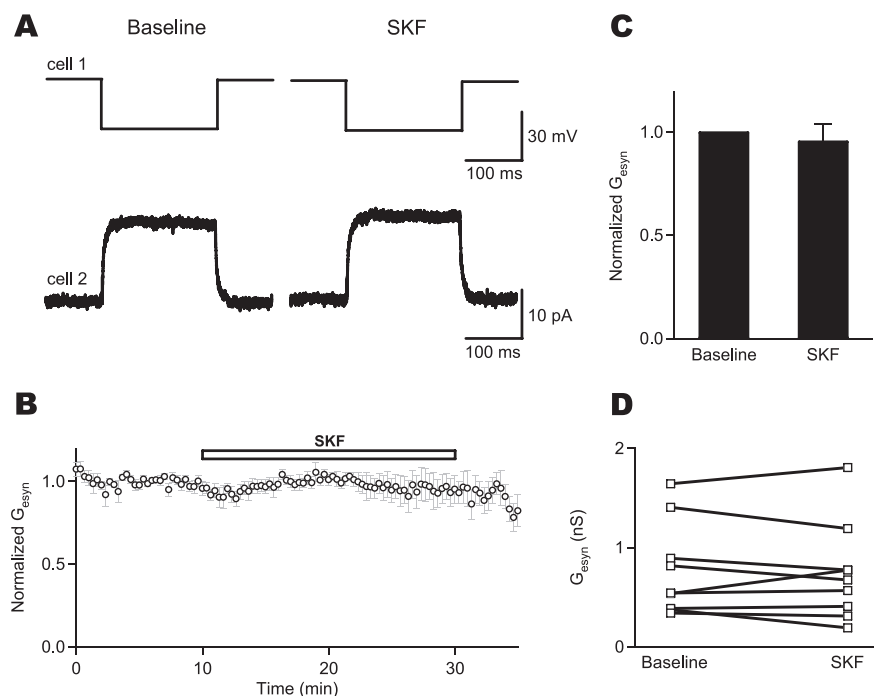 A
Baseline
SKF
cell 1
30 mV
100 ms
cell 2
10 pA
100 ms
B
SKF
Normalized Gesyn
1.0
0.5
0.0
0
10
20
30
Time (min)
C
Normalized Gesyn
1.0
0.5
0.0
Baseline
SKF
D
Gesyn (nS)
2
1
0
Baseline
SKF